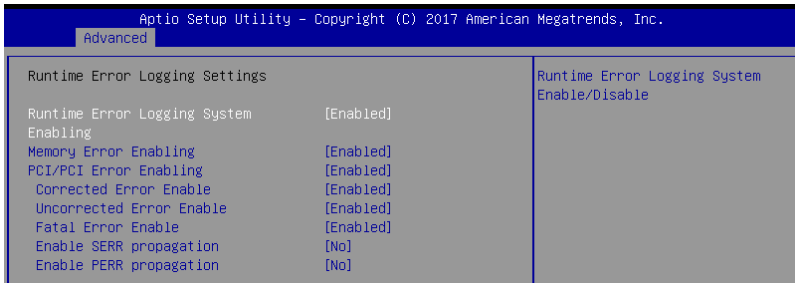 Aptio Setup Utility – Copyright (C) 2017 American Megatrends, Inc.
Advanced
Runtime Error Logging Settings
Runtime Error Logging System [Enabled]
Enabling
Memory Error Enabling [Enabled]
PCI/PCI Error Enabling [Enabled]
Corrected Error Enable [Enabled]
Uncorrected Error Enable [Enabled]
Fatal Error Enable [Enabled]
Enable SERR propagation [No]
Enable PERR propagation [No]
Runtime Error Logging System
Enable/Disable